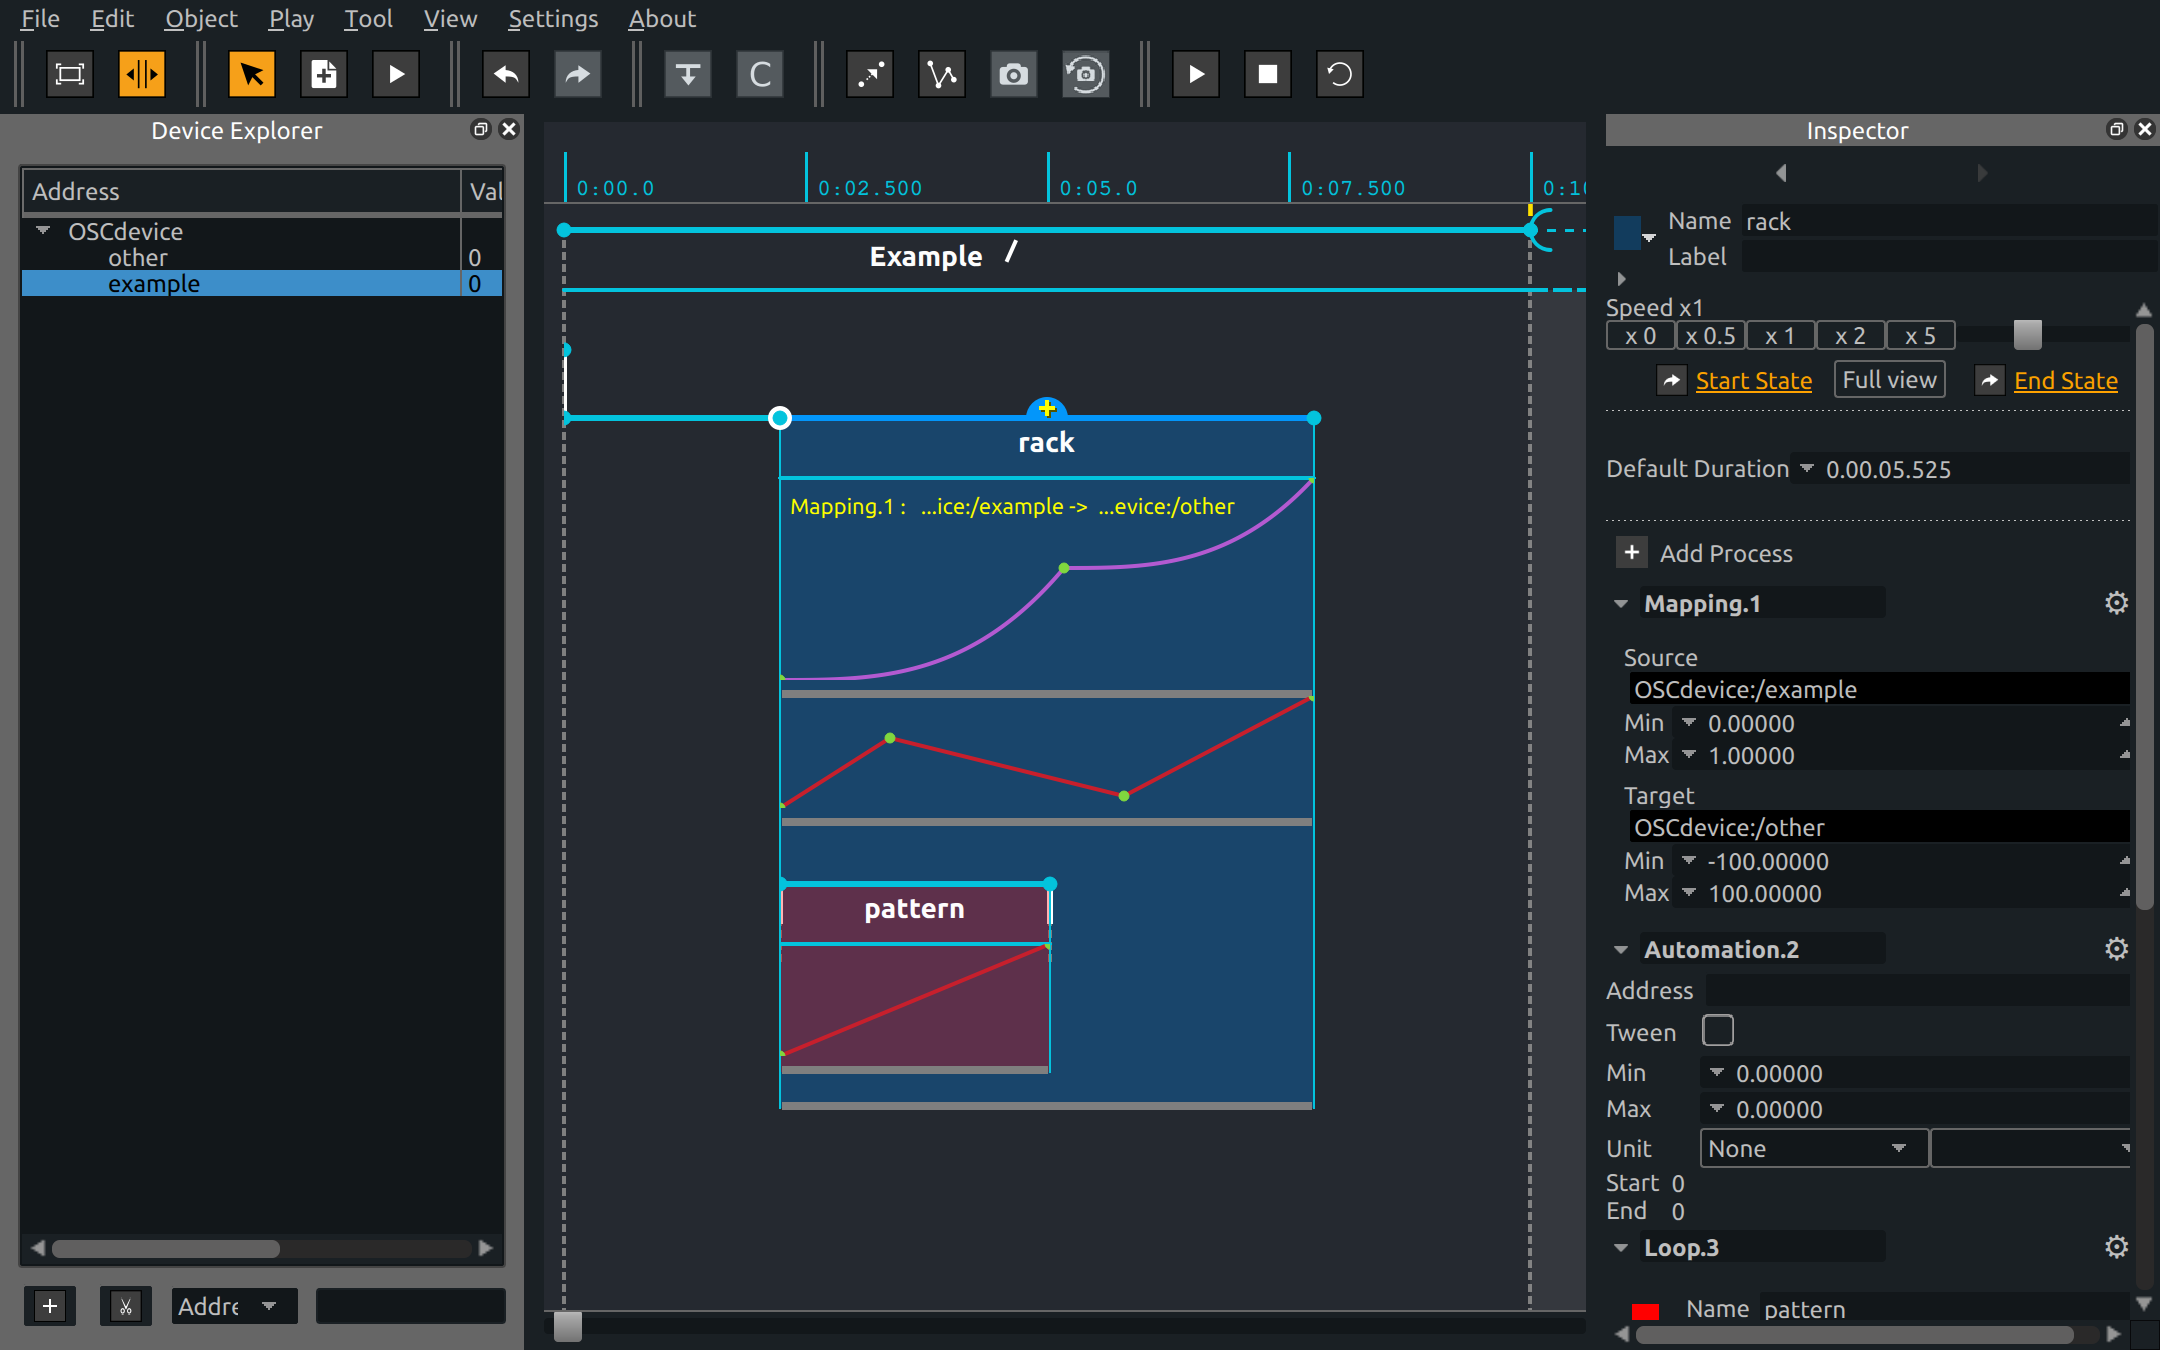 File Edit Object Play Tool View Settings About
C
Device Explorer
Address Val
OSCdevice
other 0
example 0
Addre
0:00.0 0:02.500 0:05.0 0:07.500 0:10
Example /
rack
Mapping.1 : ...ice:/example -> ...evice:/other
pattern
Inspector
Name rack
Label
Speed x1
x 0 x 0.5 x 1 x 2 x 5
Start State Full view End State
Default Duration 0.00.05.525
+ Add Process
Mapping.1
Source
OSCdevice:/example
Min 0.00000
Max 1.00000
Target
OSCdevice:/other
Min -100.00000
Max 100.00000
Automation.2
Address
Tween
Min 0.00000
Max 0.00000
Unit None
Start 0
End 0
Loop.3
Name pattern